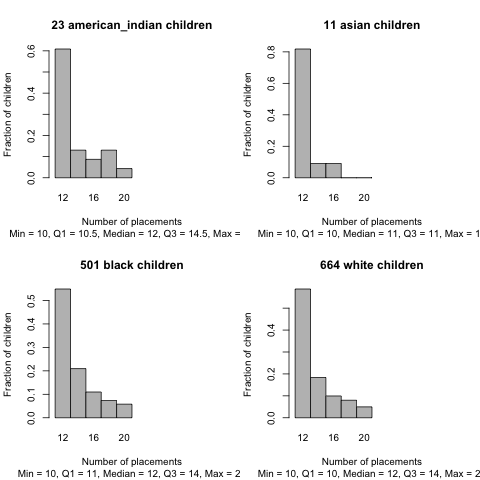 23 american_indian children
Fraction of children
0.0 0.2 0.4 0.6
12 16 20
Number of placements
Min = 10, Q1 = 10.5, Median = 12, Q3 = 14.5, Max =
11 asian children
Fraction of children
0.0 0.2 0.4 0.6 0.8
12 16 20
Number of placements
Min = 10, Q1 = 10, Median = 11, Q3 = 11, Max = 1
501 black children
Fraction of children
0.0 0.1 0.2 0.3 0.4 0.5
12 16 20
Number of placements
Min = 10, Q1 = 11, Median = 12, Q3 = 14, Max = 2
664 white children
Fraction of children
0.0 0.2 0.4
12 16 20
Number of placements
Min = 10, Q1 = 10, Median = 12, Q3 = 14, Max = 2